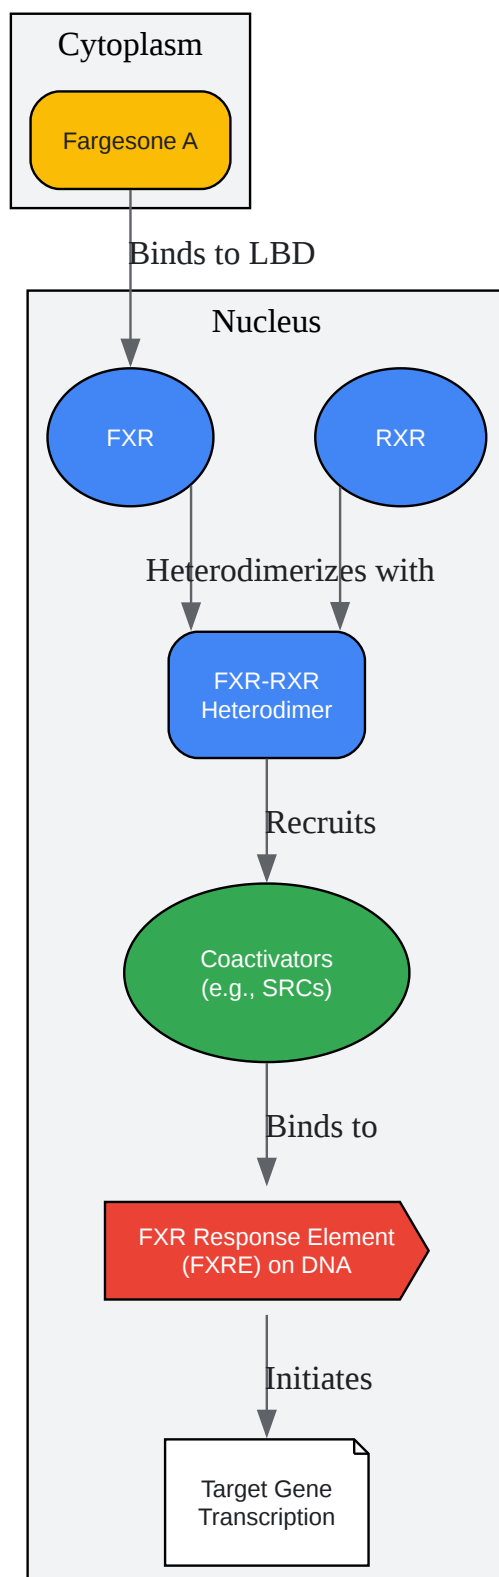 Cytoplasm
Fargesone A
Binds to LBD
Nucleus
FXR
RXR
Heterodimerizes with
FXR-RXR
Heterodimer
Recruits
Coactivators
(e.g., SRCs)
Binds to
FXR Response Element
(FXRE) on DNA
Initiates
Target Gene
Transcription